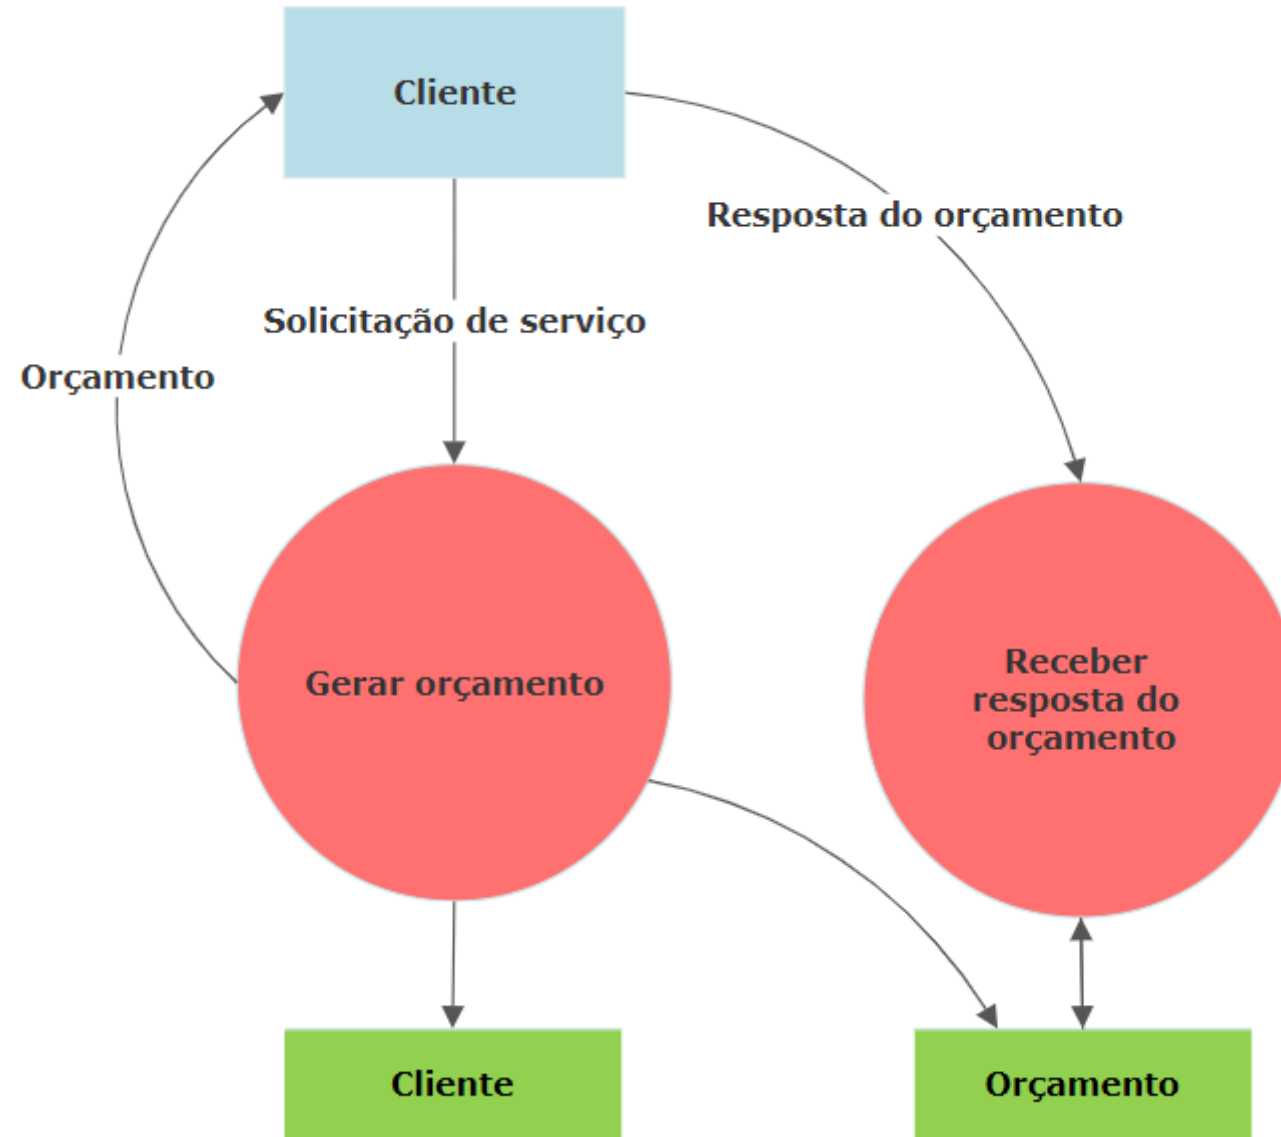 Cliente
Resposta do orçamento
Solicitação de serviço
Orçamento
Gerar orçamento
Receber
resposta do
orçamento
Cliente
Orçamento